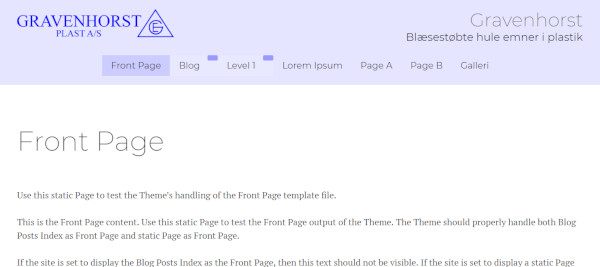 GRAVENHORST
PLAST A/S
Gravenhorst
Blæsestøbte hule emner i plastik
Front Page Blog Level 1 Lorem Ipsum Page A Page B Galleri
Front Page
Use this static Page to test the Theme's handling of the Front Page template file.
This is the Front Page content. Use this static Page to test the Front Page output of the Theme. The Theme should properly handle both Blog
Posts Index as Front Page and static Page as Front Page.
If the site is set to display the Blog Posts Index as the Front Page, then this text should not be visible. If the site is set to display a static Page